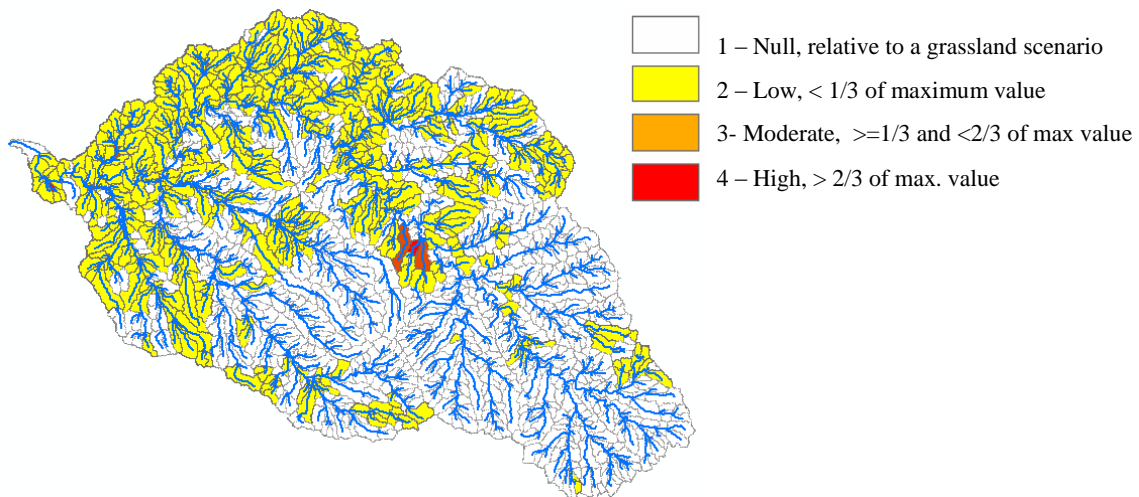 1 – Null, relative to a grassland scenario
2 – Low, < 1/3 of maximum value
3- Moderate, >=1/3 and <2/3 of max value
4 – High, > 2/3 of max. value